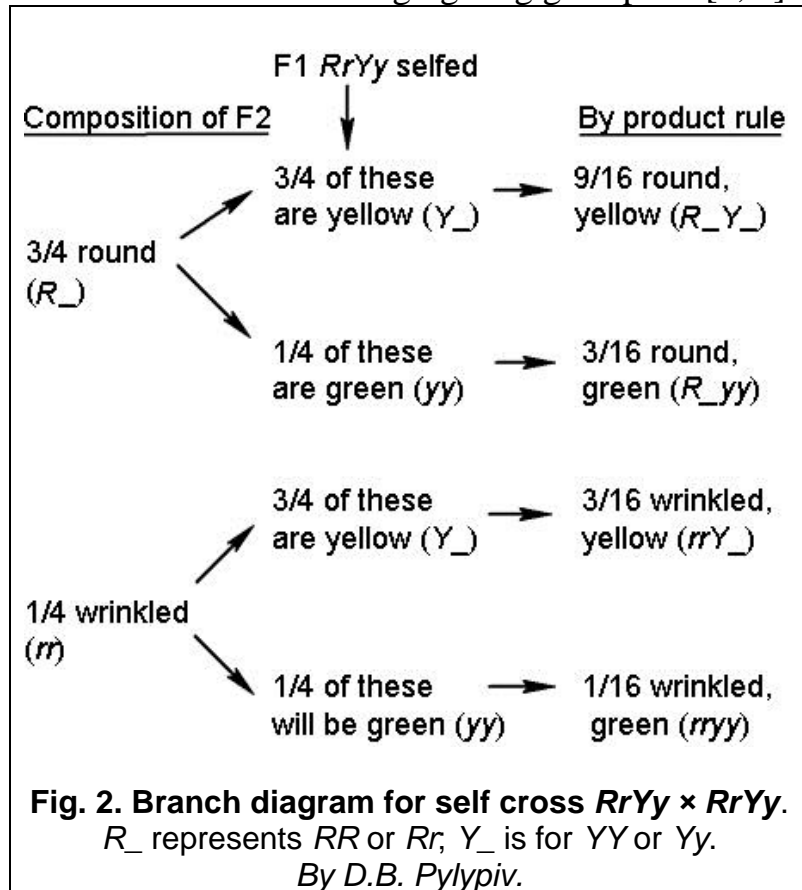 F1 RrYy selfed
Composition of F2
By product rule
3/4 round
(R_)
3/4 of these
are yellow (Y_)
9/16 round,
yellow (R_Y_)
1/4 of these
are green (yy)
3/16 round,
green (R_yy)
1/4 wrinkled
(rr)
3/4 of these
are yellow (Y_)
3/16 wrinkled,
yellow (rrY_)
1/4 of these
will be green (yy)
1/16 wrinkled,
green (rryy)
Fig. 2. Branch diagram for self cross RrYy × RrYy.
R_ represents RR or Rr; Y_ is for YY or Yy.
By D.B. Pylypiv.